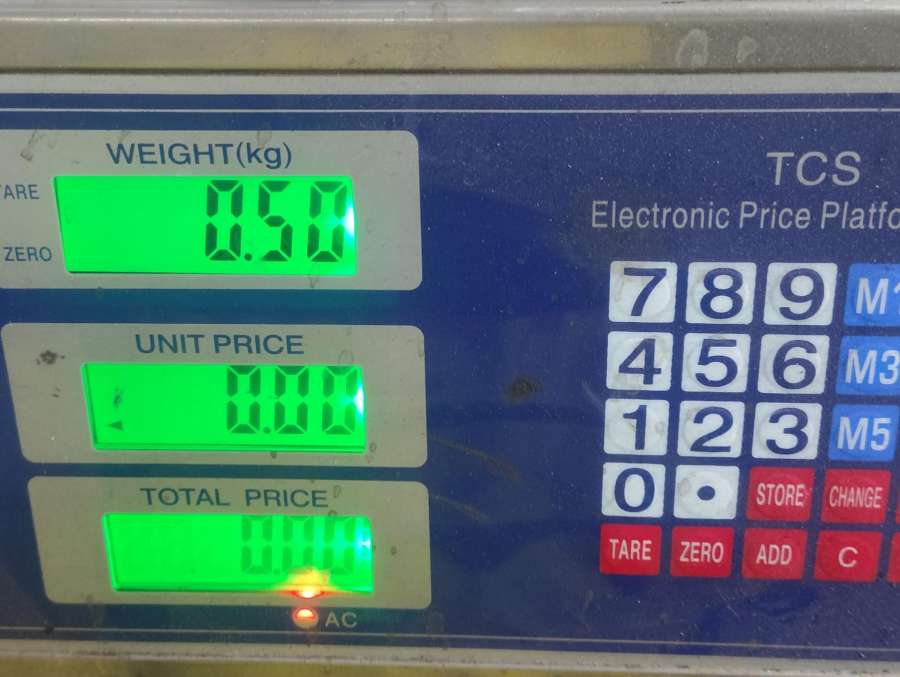 WEIGHT(kg)
TARE
0.50
ZERO
UNIT PRICE
0.00
TOTAL PRICE
0.00
AC
TCS
Electronic Price Platfo
7 8 9 M1
4 5 6 M3
1 2 3 M5
0 . STORE CHANGE
TARE ZERO ADD C